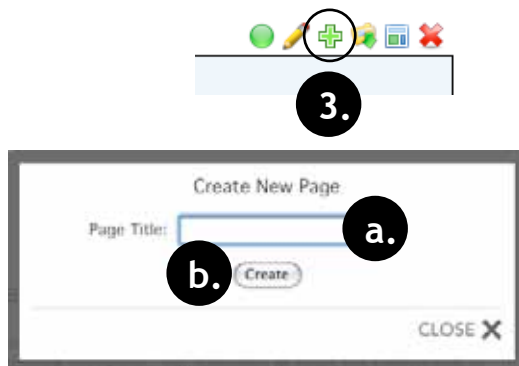 3.
Create New Page
Page Title:
a.
b.
Create
CLOSE X